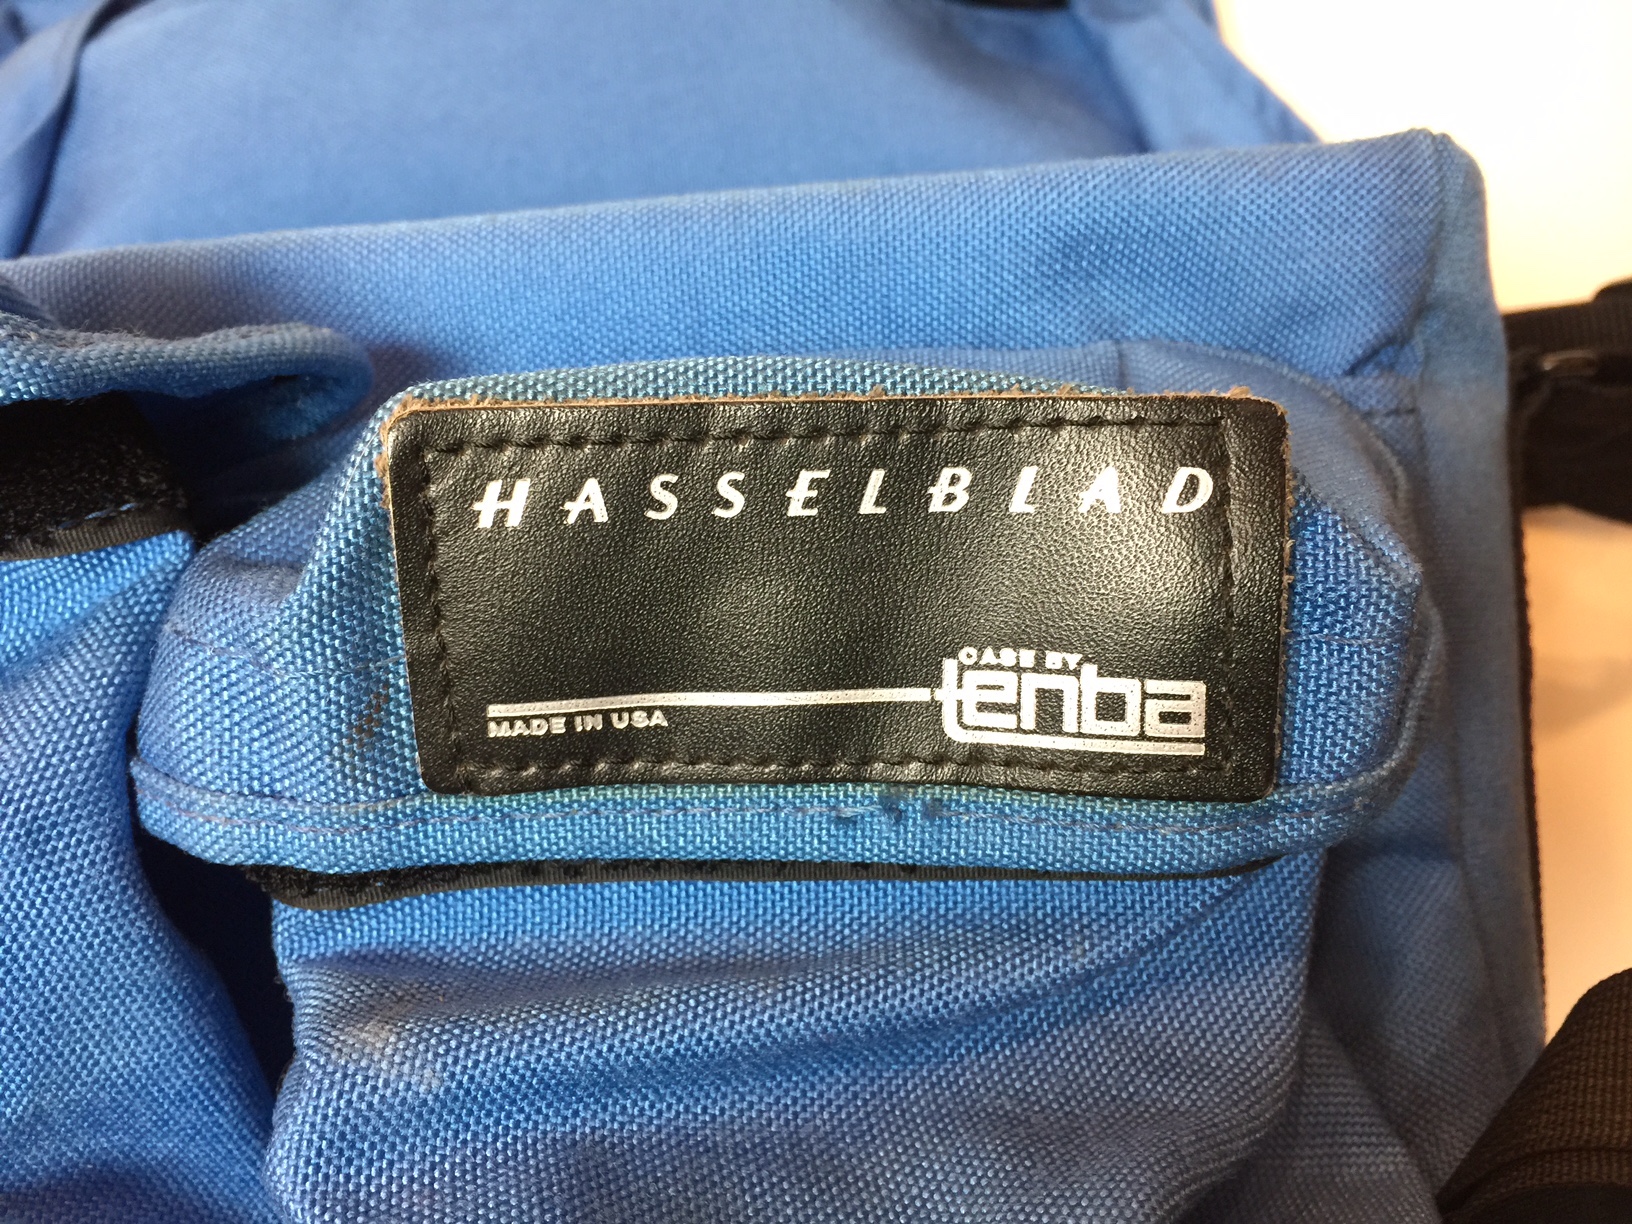 HASSELBLAD
CASE BY
tenba
MADE IN USA